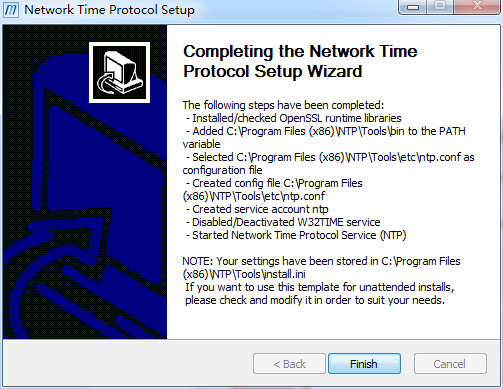 Network Time Protocol Setup
Completing the Network Time
Protocol Setup Wizard
The following steps have been completed:
- Installed/checked OpenSSL runtime libraries
- Added C:\Program Files (x86)\NTP\Tools\bin to the PATH
variable
- Selected C:\Program Files (x86)\NTP\Tools\etc\ntp.conf as
configuration file
- Created config file C:\Program Files
(x86)\NTP\Tools\etc\ntp.conf
- Created service account ntp
- Disabled/Deactivated W32TIME service
- Started Network Time Protocol Service (NTP)
NOTE: Your settings have been stored in C:\Program Files
(x86)\NTP\Tools\install.ini
If you want to use this template for unattended installs,
please check and modify it in order to suit your needs.
< Back
Finish
Cancel